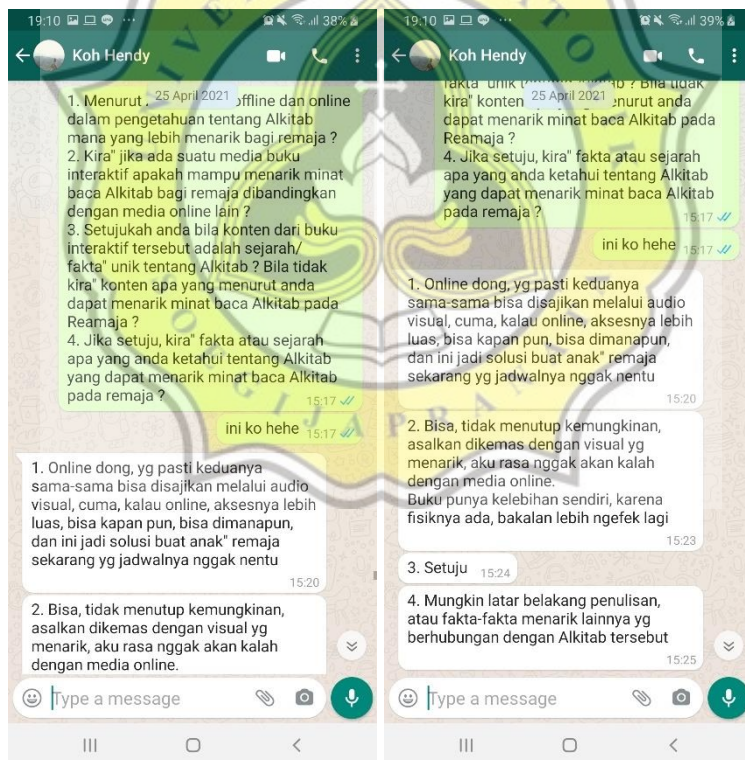 19:10 38%
Koh Hendy
25 April 2021
1. Menurut . offline dan online
dalam pengetahuan tentang Alkitab
mana yang lebih menarik bagi remaja ?
2. Kira" jika ada suatu media buku
interaktif apakah mampu menarik minat
baca Alkitab bagi remaja dibandingkan
dengan media online lain ?
3. Setujukah anda bila konten dari buku
interaktif tersebut adalah sejarah/
fakta" unik tentang Alkitab ? Bila tidak
kira" konten apa yang menurut anda
dapat menarik minat baca Alkitab pada
Reamaja ?
4. Jika setuju, kira" fakta atau sejarah
apa yang anda ketahui tentang Alkitab
yang dapat menarik minat baca Alkitab
pada remaja ?
15:17
ini ko hehe 15:17
1. Online dong, yg pasti keduanya
sama-sama bisa disajikan melalui audio
visual, cuma, kalau online, aksesnya lebih
luas, bisa kapan pun, bisa dimanapun,
dan ini jadi solusi buat anak" remaja
sekarang yg jadwalnya nggak nentu
15:20
2. Bisa, tidak menutup kemungkinan,
asalkan dikemas dengan visual yg
menarik, aku rasa nggak akan kalah
dengan media online.
Type a message
19:10 39%
Koh Hendy
25 April 2021
kira" konten enurut anda
dapat menarik minat baca Alkitab pada
Reamaja ?
4. Jika setuju, kira" fakta atau sejarah
apa yang anda ketahui tentang Alkitab
yang dapat menarik minat baca Alkitab
pada remaja ?
15:17
ini ko hehe 15:17
1. Online dong, yg pasti keduanya
sama-sama bisa disajikan melalui audio
visual, cuma, kalau online, aksesnya lebih
luas, bisa kapan pun, bisa dimanapun,
dan ini jadi solusi buat anak" remaja
sekarang yg jadwalnya nggak nentu
15:20
2. Bisa, tidak menutup kemungkinan,
asalkan dikemas dengan visual yg
menarik, aku rasa nggak akan kalah
dengan media online.
Buku punya kelebihan sendiri, karena
fisiknya ada, bakalan lebih ngefek lagi
15:23
3. Setuju 15:24
4. Mungkin latar belakang penulisan,
atau fakta-fakta menarik lainnya yg
berhubungan dengan Alkitab tersebut
15:25
Type a message